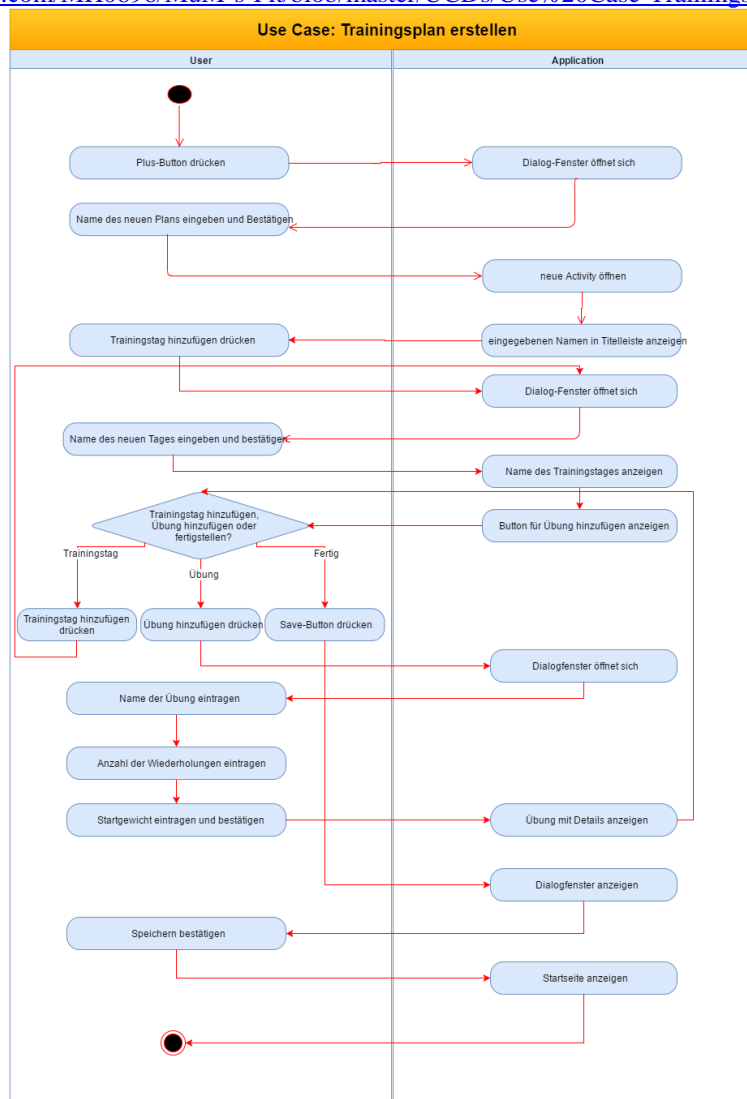 Use Case: Trainingsplan erstellen
User
Application
Plus-Button drücken
Dialog-Fenster öffnet sich
Name des neuen Plans eingeben und Bestätigen
neue Activity öffnen
Trainingstag hinzufügen drücken
eingegebenen Namen in Titelleiste anzeigen
Dialog-Fenster öffnet sich
Name des neuen Tages eingeben und bestätigen
Name des Trainingstages anzeigen
Trainingstag hinzufügen,
Übung hinzufügen oder
fertigstellen?
Button für Übung hinzufügen anzeigen
Trainingstag
Übung
Fertig
Trainingstag hinzufügen
drücken
Übung hinzufügen drücken
Save-Button drücken
Dialogfenster öffnet sich
Name der Übung eintragen
Anzahl der Wiederholungen eintragen
Startgewicht eintragen und bestätigen
Übung mit Details anzeigen
Dialogfenster anzeigen
Speichern bestätigen
Startseite anzeigen